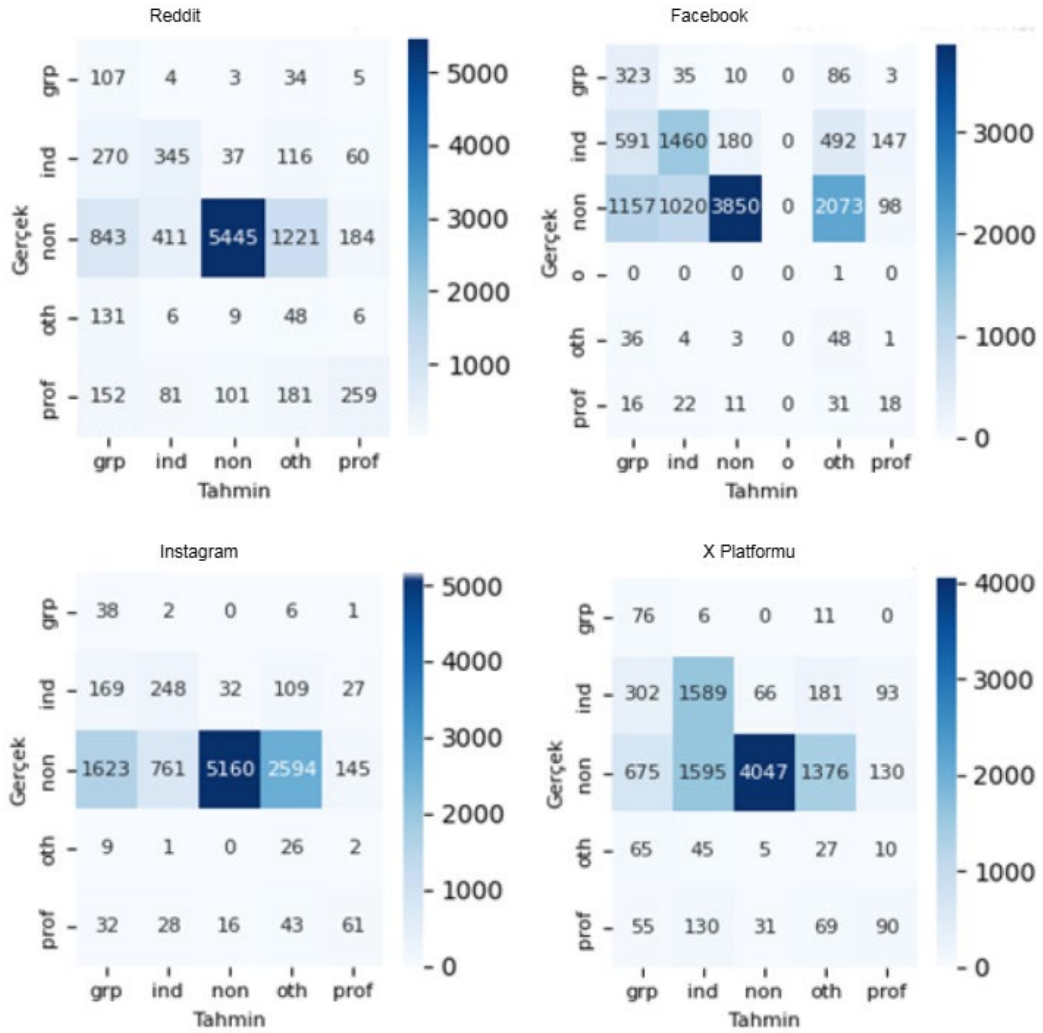 Reddit
grp 107 4 3 34 5
ind 270 345 37 116 60
non 843 411 5445 1221 184
oth 131 6 9 48 6
prof 152 81 101 181 259
grp ind non oth prof
Tahmin
Gerçek
5000
4000
3000
2000
1000
Facebook
grp 323 35 10 0 86 3
ind 591 1460 180 0 492 147
non 1157 1020 3850 0 2073 98
o 0 0 0 0 1 0
oth 36 4 3 0 48 1
prof 16 22 11 0 31 18
grp ind non o oth prof
Tahmin
Gerçek
3000
2000
1000
0
Instagram
grp 38 2 0 6 1
ind 169 248 32 109 27
non 1623 761 5160 2594 145
oth 9 1 0 26 2
prof 32 28 16 43 61
grp ind non oth prof
Tahmin
Gerçek
5000
4000
3000
2000
1000
0
X Platformu
grp 76 6 0 11 0
ind 302 1589 66 181 93
non 675 1595 4047 1376 130
oth 65 45 5 27 10
prof 55 130 31 69 90
grp ind non oth prof
Tahmin
Gerçek
4000
3000
2000
1000
0